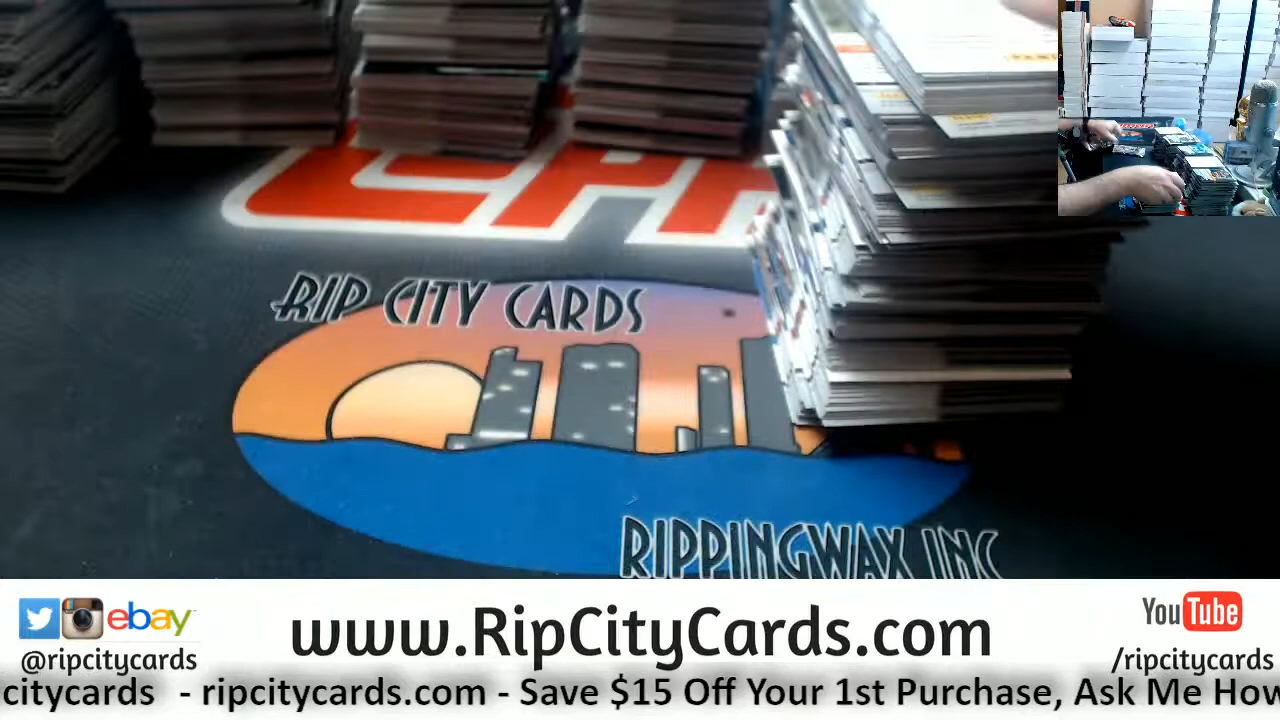 RIP CITY CARDS
RIPPINGWAX INC
ebay
@ripcitycards
www.RipCityCards.com
YouTube
/ripcitycards
citycards - ripcitycards.com - Save $15 Off Your 1st Purchase, Ask Me How